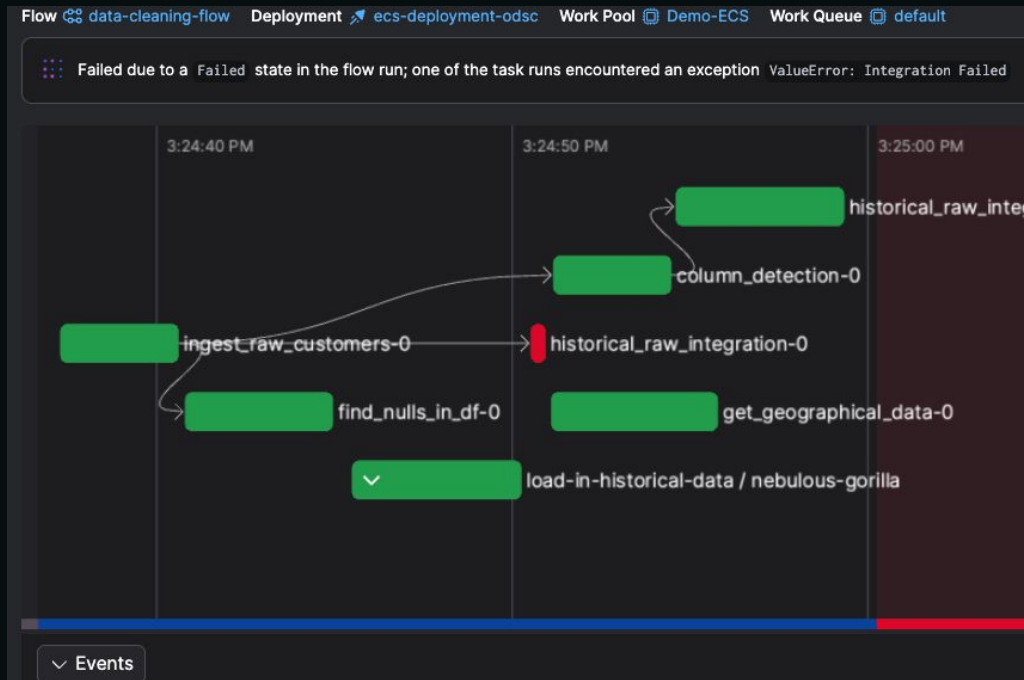 Flow data-cleaning-flow Deployment ecs-deployment-odsc Work Pool Demo-ECS Work Queue default
Failed due to a Failed state in the flow run; one of the task runs encountered an exception ValueError: Integration Failed
3:24:40 PM 3:24:50 PM 3:25:00 PM
historical_raw_inte
column_detection-0
ingest_raw_customers-0 historical_raw_integration-0
find_nulls_in_df-0 get_geographical_data-0
load-in-historical-data / nebulous-gorilla
Events